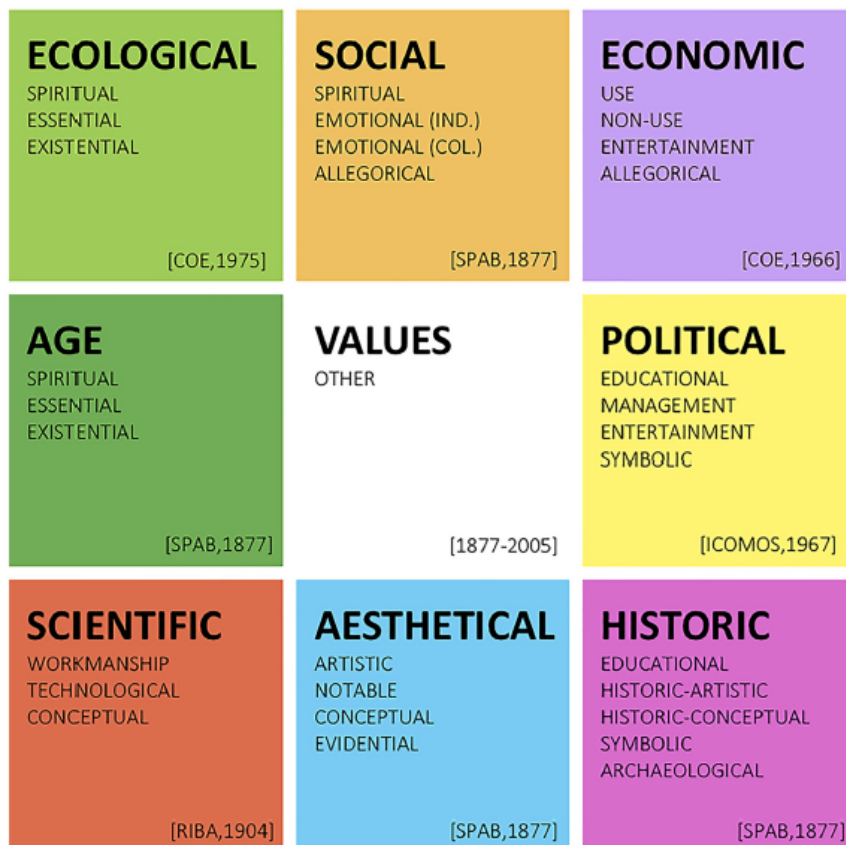 ECOLOGICAL
SPIRITUAL
ESSENTIAL
EXISTENTIAL
[COE,1975]
SOCIAL
SPIRITUAL
EMOTIONAL (IND.)
EMOTIONAL (COL.)
ALLEGORICAL
[SPAB,1877]
ECONOMIC
USE
NON-USE
ENTERTAINMENT
ALLEGORICAL
[COE,1966]
AGE
SPIRITUAL
ESSENTIAL
EXISTENTIAL
[SPAB,1877]
VALUES
OTHER
[1877-2005]
POLITICAL
EDUCATIONAL
MANAGEMENT
ENTERTAINMENT
SYMBOLIC
[ICOMOS,1967]
SCIENTIFIC
WORKMANSHIP
TECHNOLOGICAL
CONCEPTUAL
[RIBA,1904]
AESTHETICAL
ARTISTIC
NOTABLE
CONCEPTUAL
EVIDENTIAL
[SPAB,1877]
HISTORIC
EDUCATIONAL
HISTORIC-ARTISTIC
HISTORIC-CONCEPTUAL
SYMBOLIC
ARCHAEOLOGICAL
[SPAB,1877]